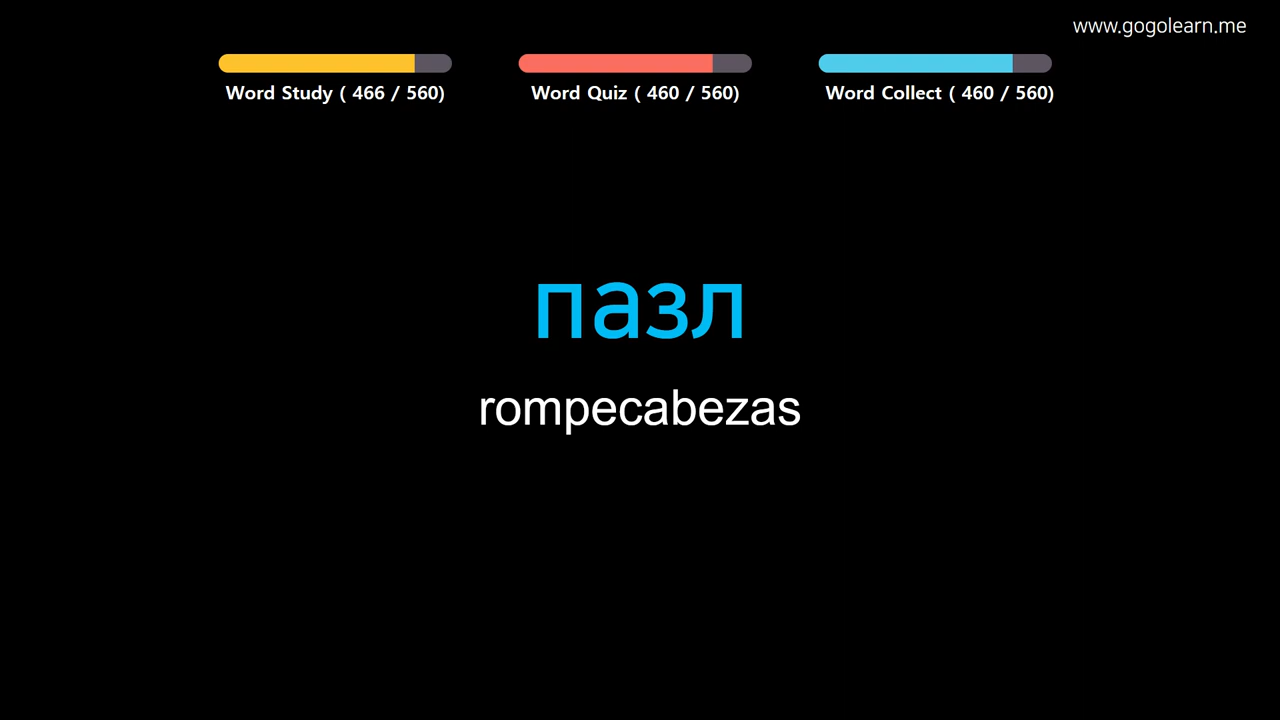 www.gogolearn.me
Word Study ( 466 / 560)
Word Quiz ( 460 / 560)
Word Collect ( 460 / 560)
пазл
rompecabezas